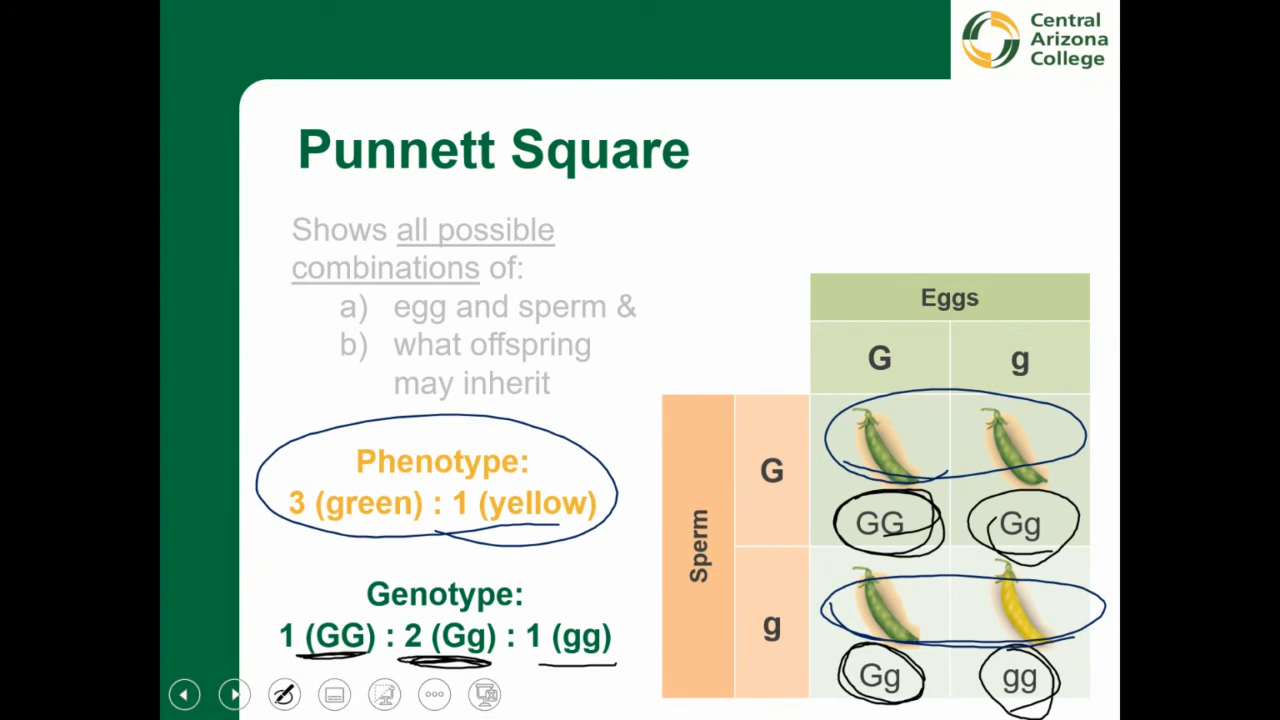 Central
Arizona
College
Punnett Square
Shows all possible
combinations of:
a) egg and sperm &
b) what offspring
may inherit
Phenotype:
3 (green) : 1 (yellow)
Genotype:
1 (GG) : 2 (Gg) : 1 (gg)
Eggs
G g
Sperm
G
GG Gg
g
Gg gg